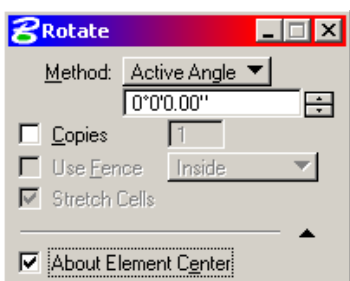 Rotate
Method: Active Angle
0°0'0.00"
Copies 1
Use Fence Inside
Stretch Cells
About Element Center